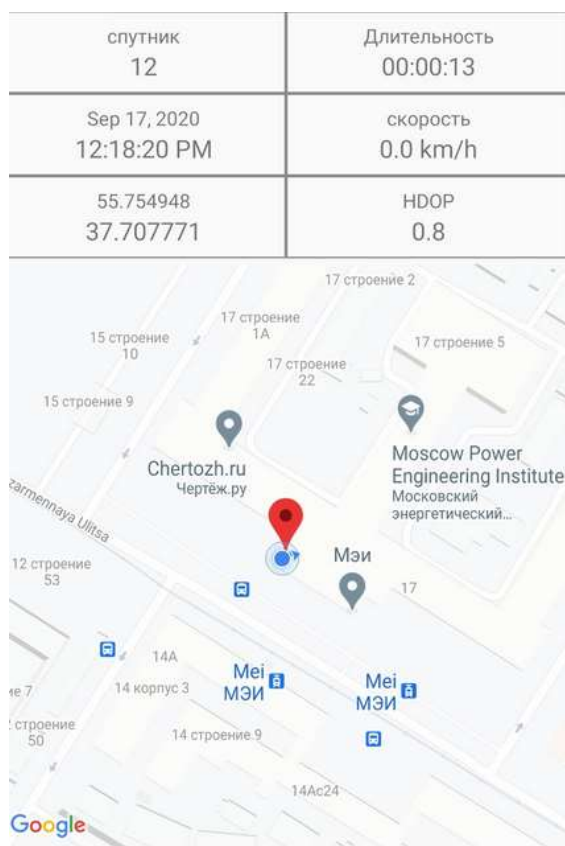 спутник
12
Длительность
00:00:13
Sep 17, 2020
12:18:20 PM
скорость
0.0 km/h
55.754948
37.707771
HDOP
0.8
17 строение 2
17 строение
1А
15 строение
10
17 строение 5
17 строение
22
15 строение 9
Chertozh.ru
Чертёж.ру
Moscow Power
Engineering Institute
Московский
энергетический...
zarmennaya Ulitsa
Мэи
12 строение
53
17
14А
Mei
МЭИ
Mei
МЭИ
ие 7
14 корпус 3
строение
50
14 строение 9
14Ас24
Google